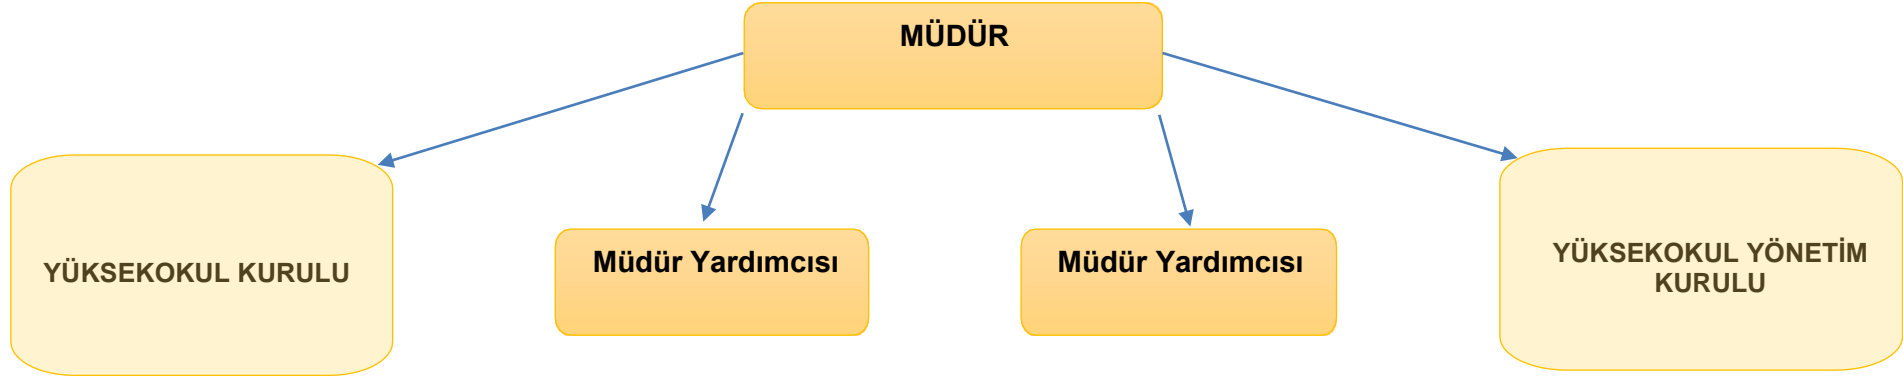 MÜDÜR
YÜKSEKOKUL KURULU
Müdür Yardımcısı
Müdür Yardımcısı
YÜKSEKOKUL YÖNETİM
KURULU